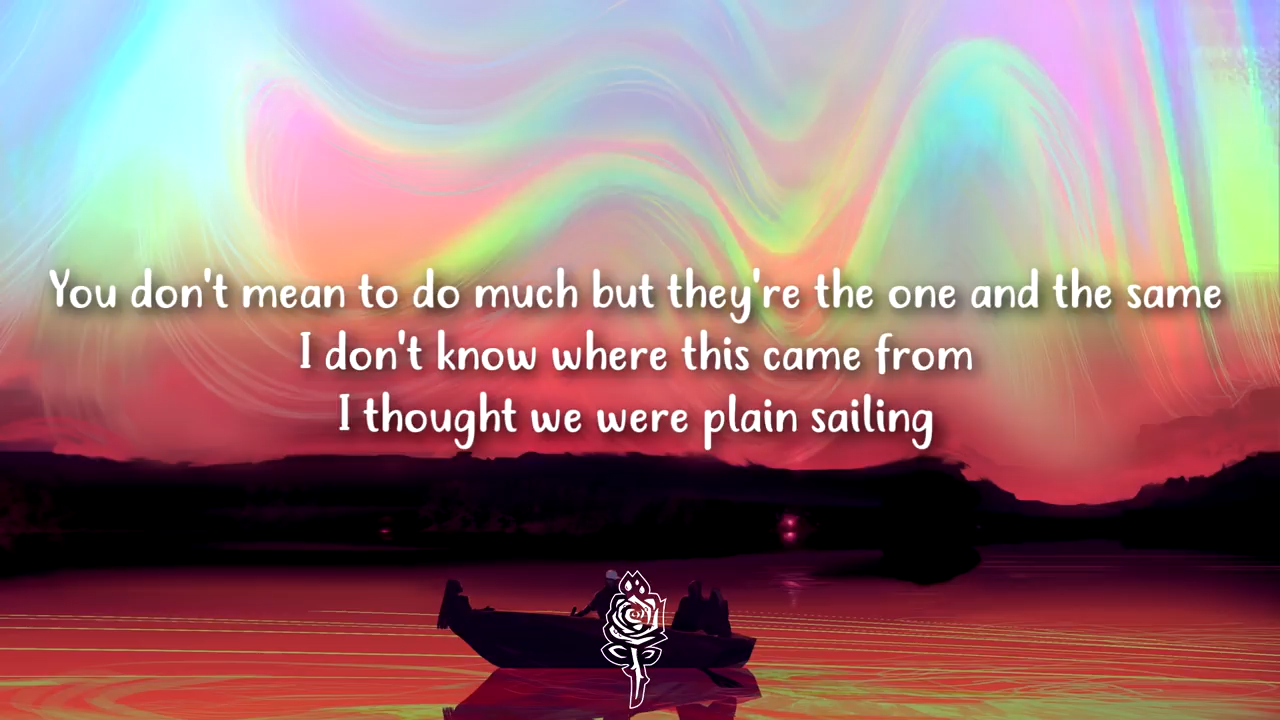 You don't mean to do much but they're the one and the same
I don't know where this came from
I thought we were plain sailing